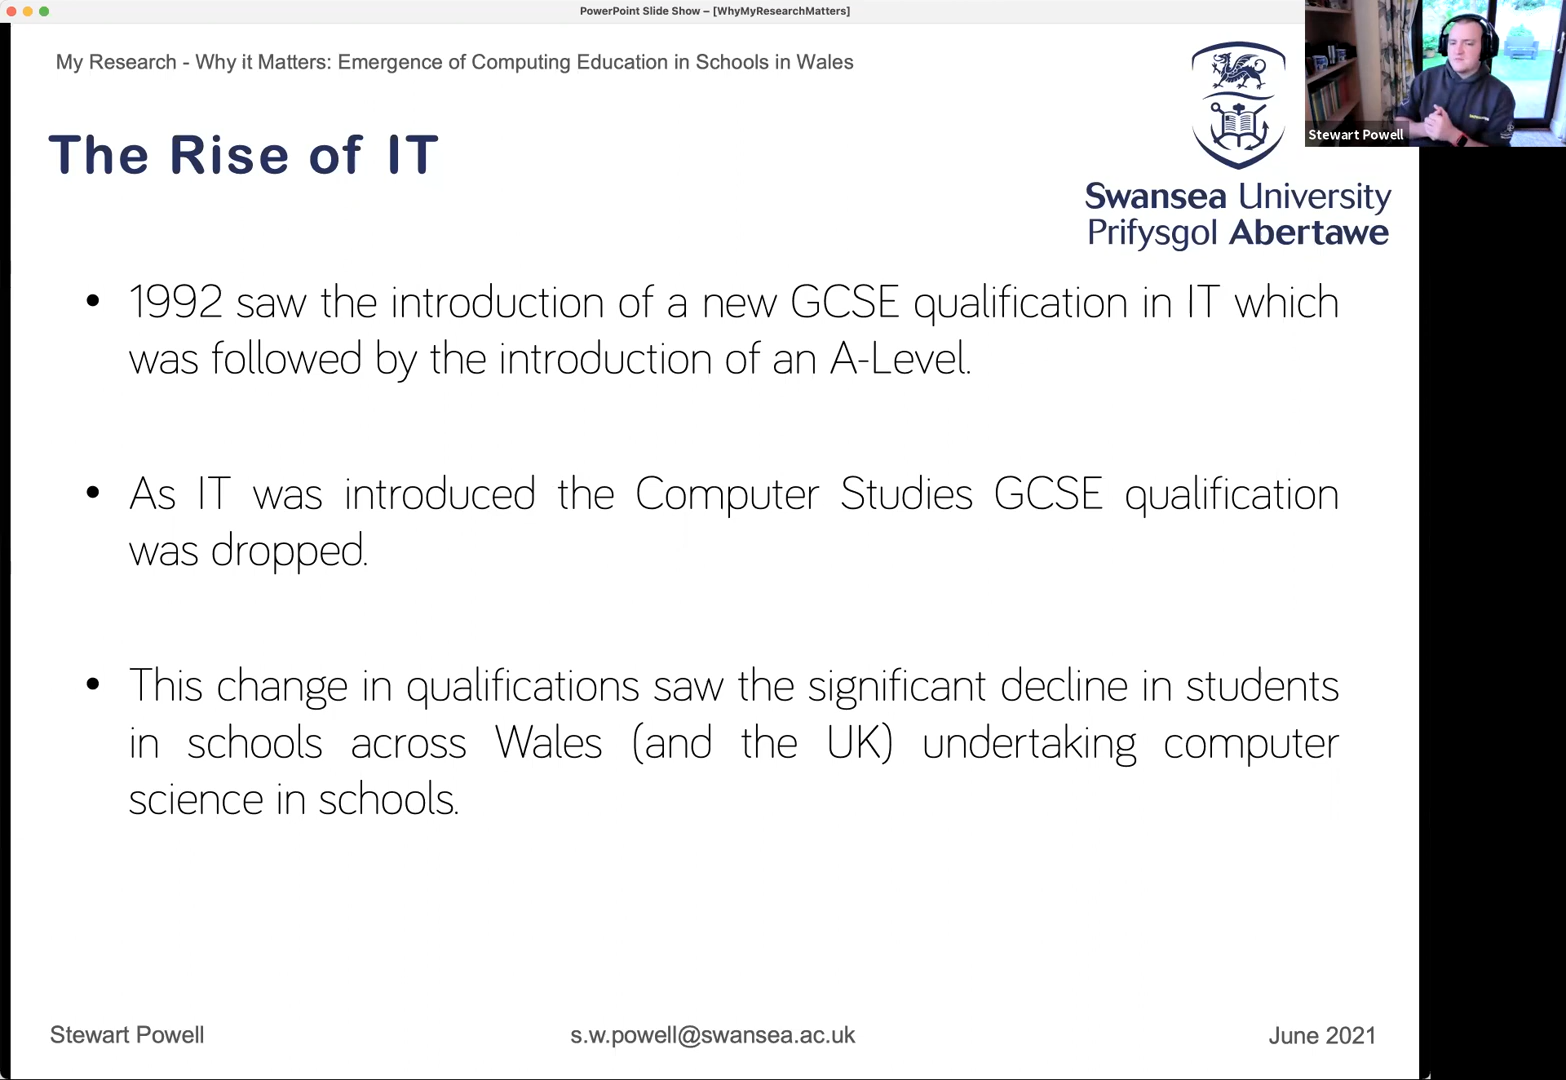 PowerPoint Slide Show – [WhyMyResearchMatters]
My Research - Why it Matters: Emergence of Computing Education in Schools in Wales
Stewart Powell
The Rise of IT
Swansea University
Prifysgol Abertawe
• 1992 saw the introduction of a new GCSE qualification in IT which
was followed by the introduction of an A-Level.
• As IT was introduced the Computer Studies GCSE qualification
was dropped.
• This change in qualifications saw the significant decline in students
in schools across Wales (and the UK) undertaking computer
science in schools.
Stewart Powell
s.w.powell@swansea.ac.uk
June 2021